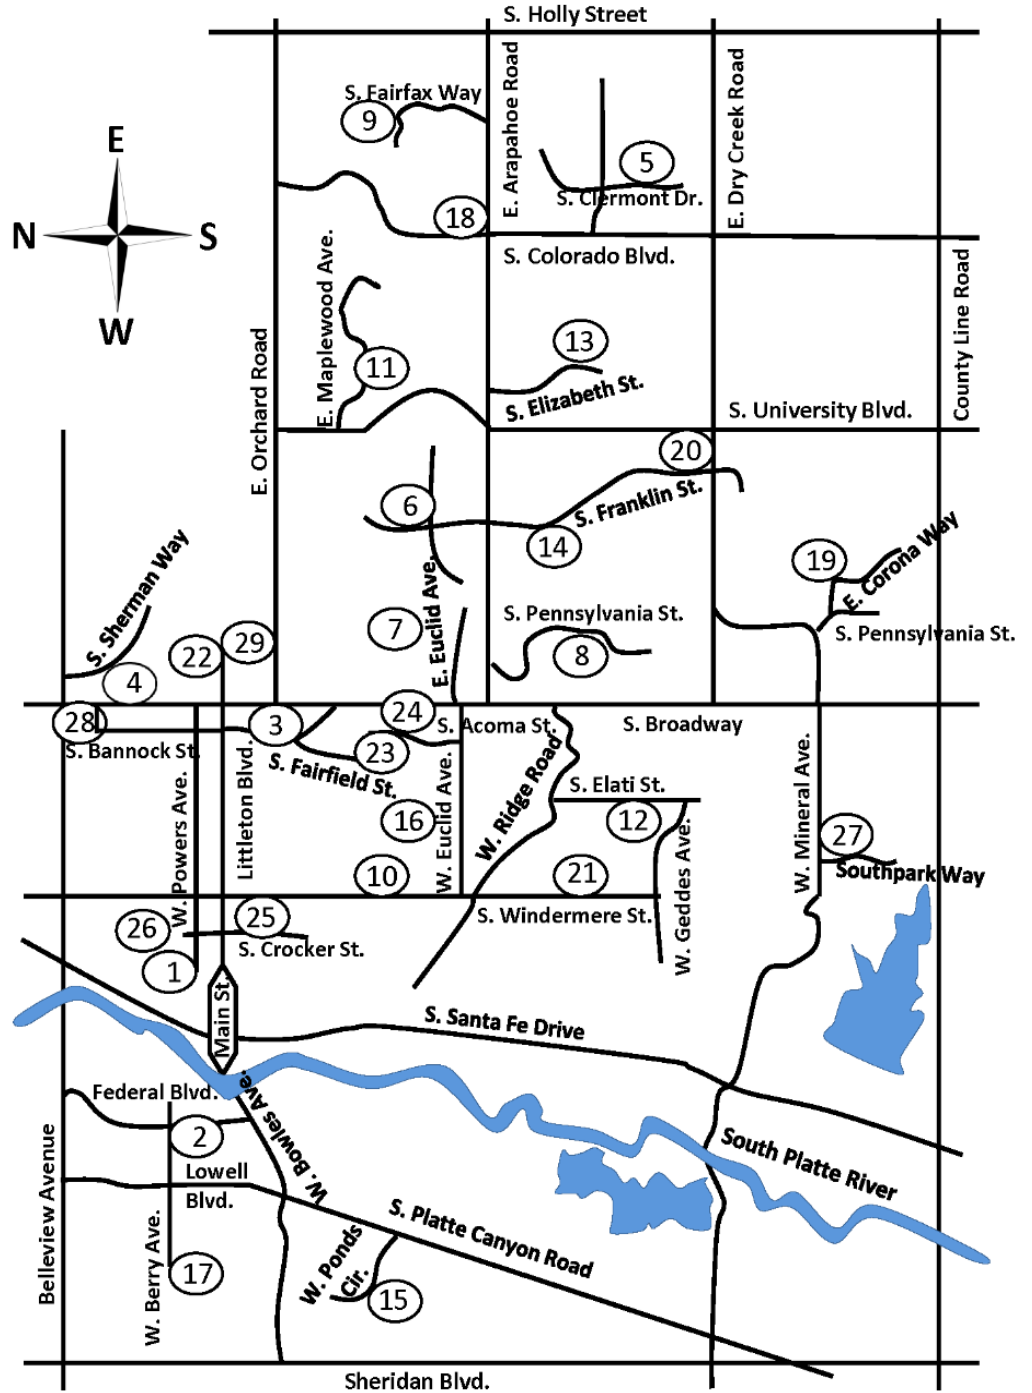 S. Holly Street
S. Fairfax Way
9
E. Arapahoe Road
E. Dry Creek Road
5
S. Clermont Dr.
E
N
S
W
18
S. Colorado Blvd.
E. Maplewood Ave.
County Line Road
E. Orchard Road
13
11
S. Elizabeth St.
S. University Blvd.
20
6
S. Franklin St.
14
19
E. Corona Way
S. Sherman Way
E. Euclid Ave.
7
S. Pennsylvania St.
8
S. Pennsylvania St.
22
29
4
28
3
24
S. Acoma St.
S. Broadway
S. Bannock St.
23
S. Fairfield St.
Littleton Blvd.
W. Powers Ave.
W. Euclid Ave.
W. Ridge Road
S. Elati St.
W. Mineral Ave.
16
12
27
10
21
W. Geddes Ave.
Southpark Way
S. Windermere St.
26
25
S. Crocker St.
1
Main St.
S. Santa Fe Drive
Federal Blvd.
2
W. Bowles Ave.
South Platte River
Belleview Avenue
Lowell
Blvd.
W. Berry Ave.
17
S. Platte Canyon Road
W. Ponds
Cir.
15
Sheridan Blvd.